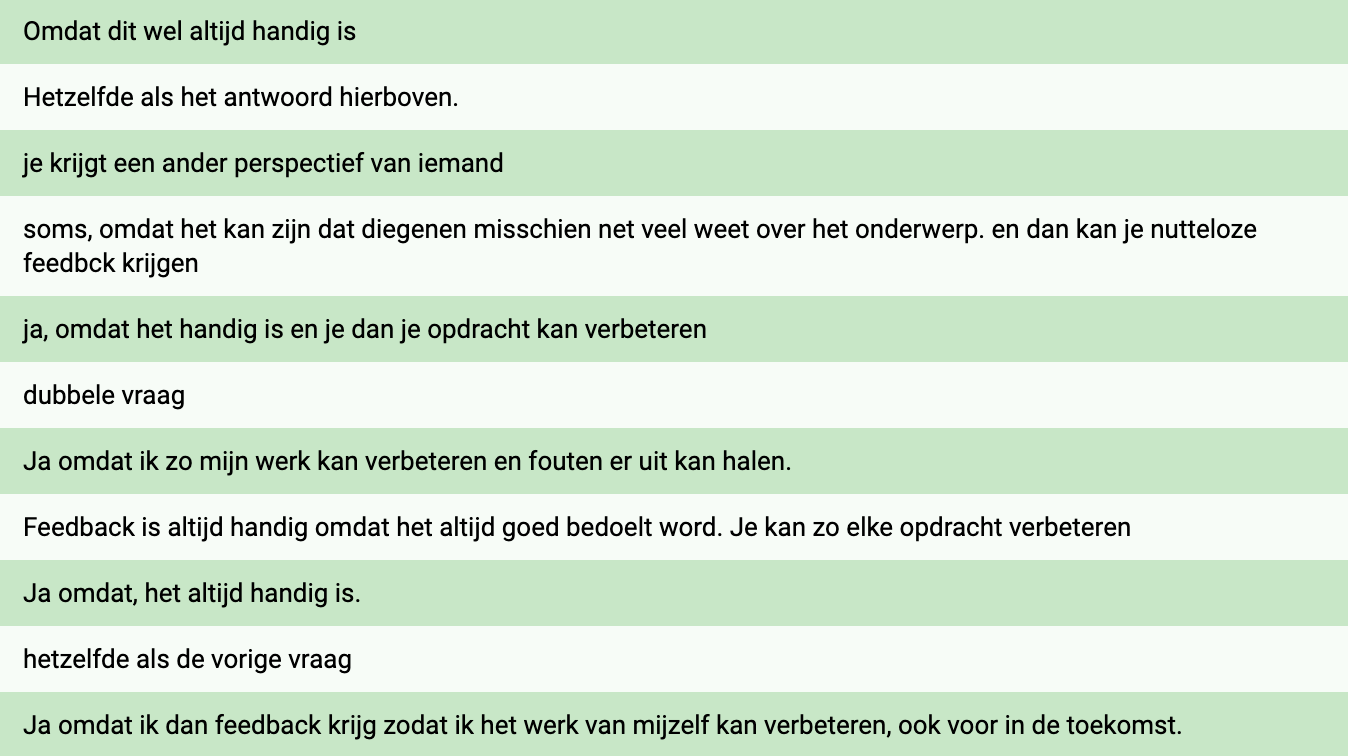 Omdat dit wel altijd handig is
Hetzelfde als het antwoord hierboven.
je krijgt een ander perspectief van iemand
soms, omdat het kan zijn dat diegenen misschien net veel weet over het onderwerp. en dan kan je nutteloze
feedbck krijgen
ja, omdat het handig is en je dan je opdracht kan verbeteren
dubbele vraag
Ja omdat ik zo mijn werk kan verbeteren en fouten er uit kan halen.
Feedback is altijd handig omdat het altijd goed bedoelt word. Je kan zo elke opdracht verbeteren
Ja omdat, het altijd handig is.
hetzelfde als de vorige vraag
Ja omdat ik dan feedback krijg zodat ik het werk van mijzelf kan verbeteren, ook voor in de toekomst.